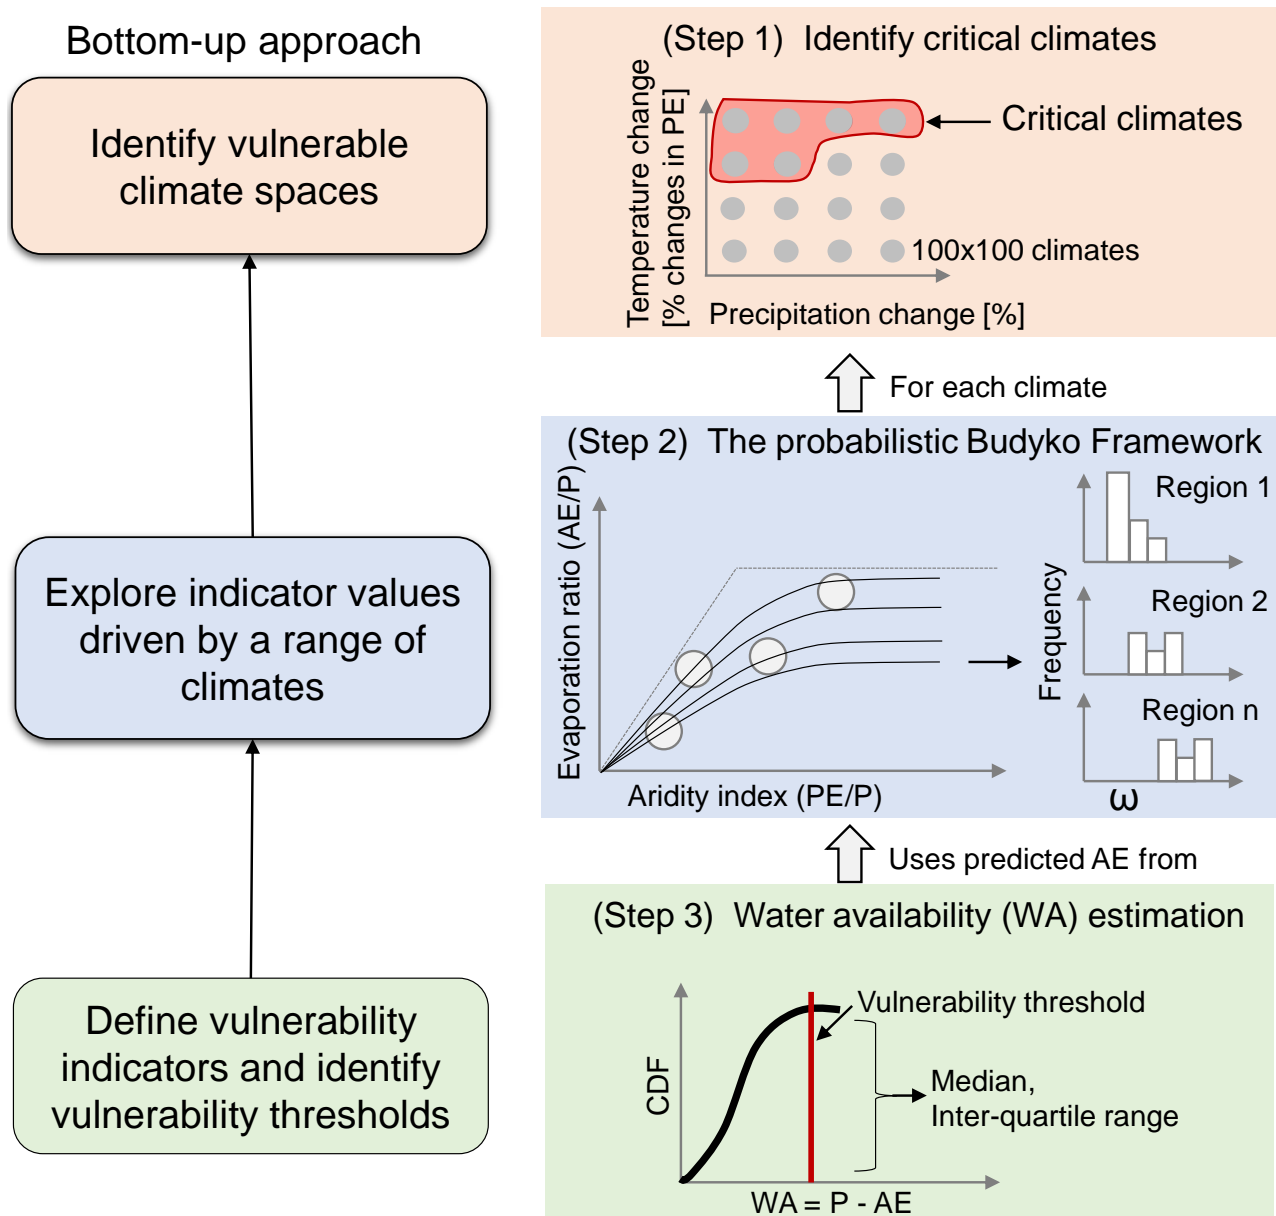 Bottom-up approach
Identify vulnerable
climate spaces
Explore indicator values
driven by a range of
climates
Define vulnerability
indicators and identify
vulnerability thresholds
(Step 1) Identify critical climates
Temperature change
[% changes in PE]
Critical climates
100x100 climates
Precipitation change [%]
For each climate
(Step 2) The probabilistic Budyko Framework
Evaporation ratio (AE/P)
Aridity index (PE/P)
Frequency
Region 1
Region 2
Region n
ω
Uses predicted AE from
(Step 3) Water availability (WA) estimation
CDF
Vulnerability threshold
Median,
Inter-quartile range
WA = P - AE